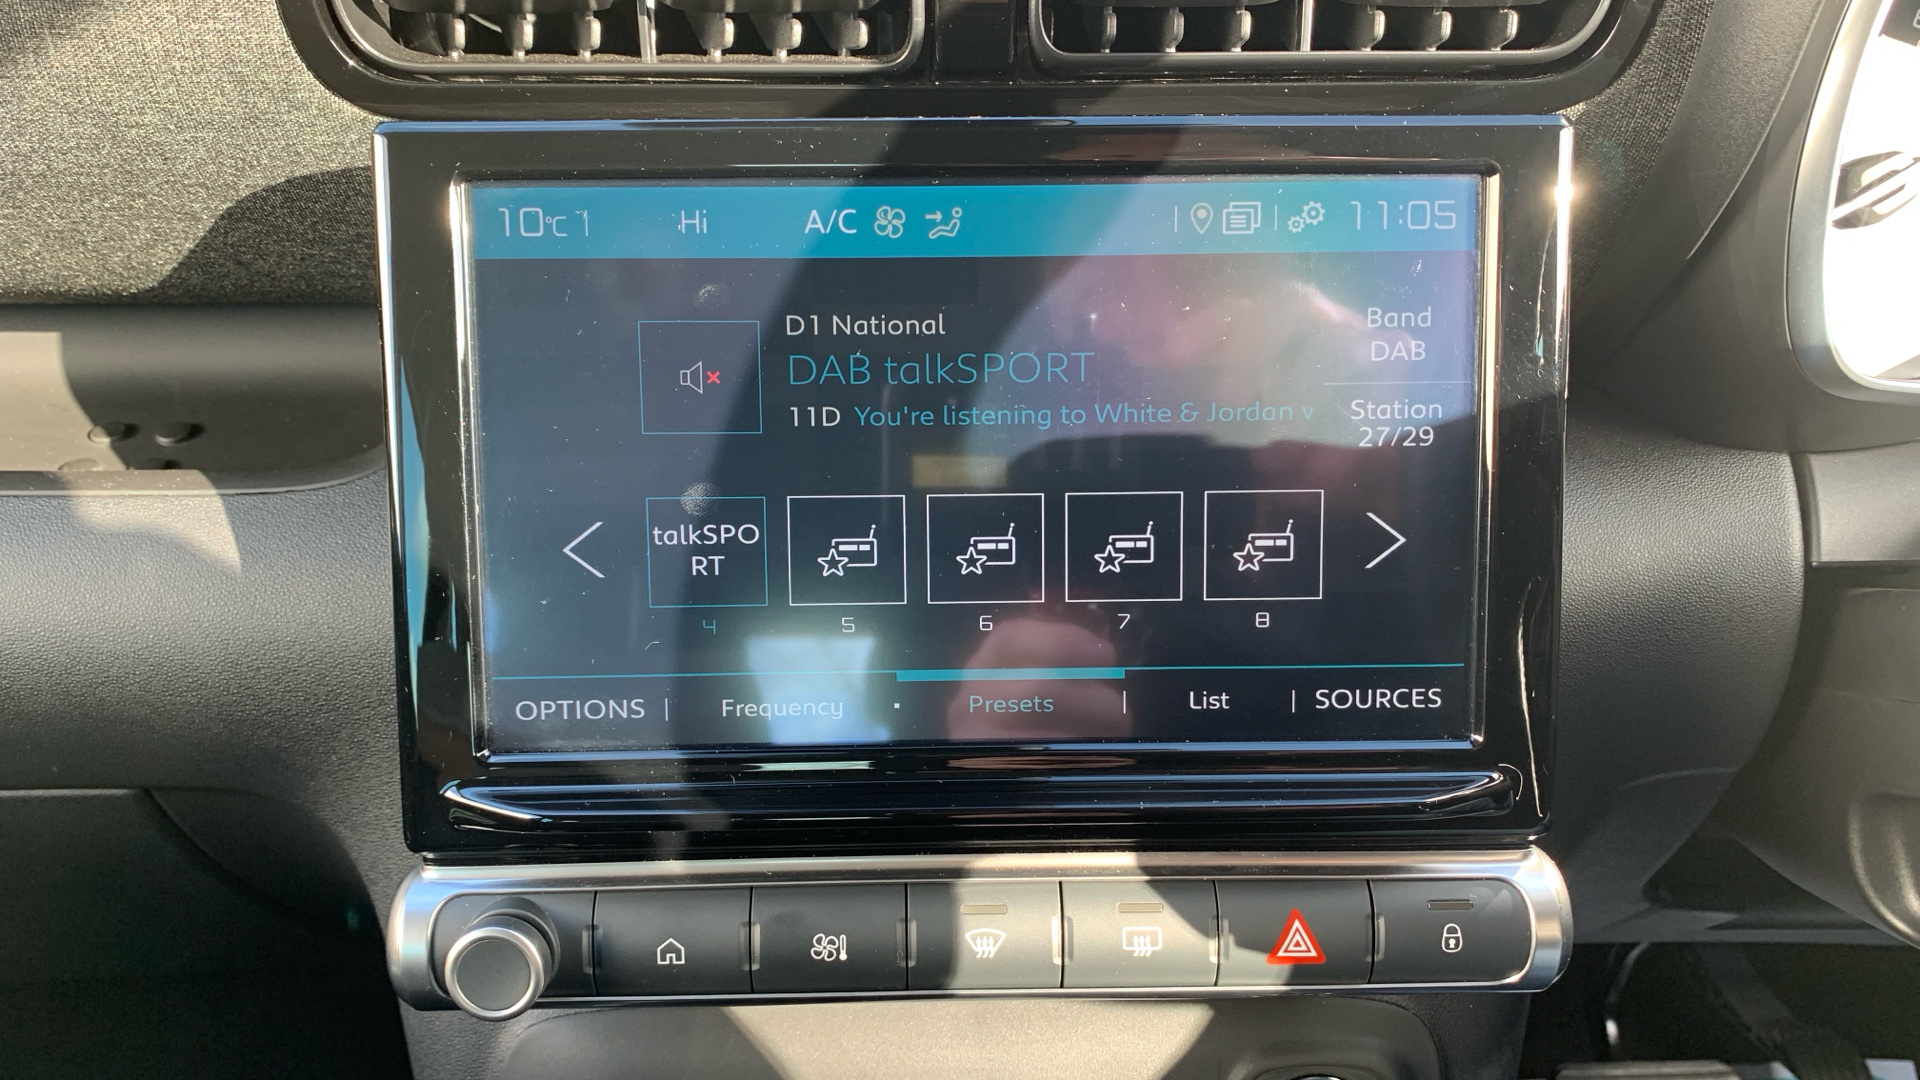 10°C Hi A/C 11:05
D1 National
DAB talkSPORT
11D You're listening to White & Jordan v
Band
DAB
Station
27/29
talkSPO
RT
4 5 6 7 8
OPTIONS | Frequency Presets | List | SOURCES